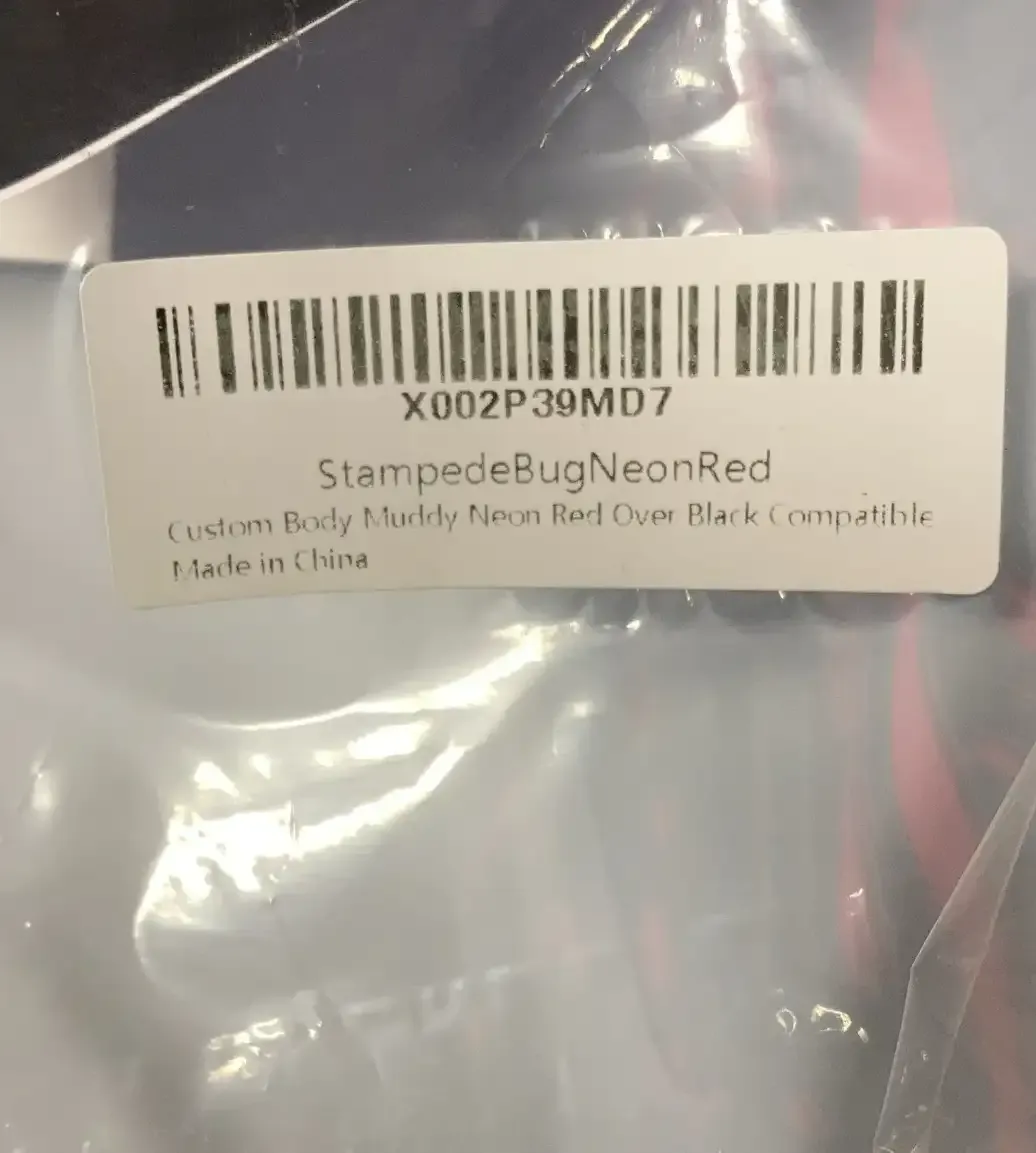 X002P39MD7
StampedeBugNeonRed
Custom Body Muddy Neon Red Over Black Compatible
Made in China